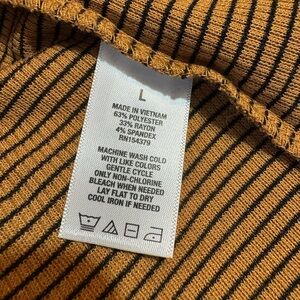 L
MADE IN VIETNAM
63% POLYESTER
33% RAYON
4% SPANDEX
RN154379
MACHINE WASH COLD
WITH LIKE COLORS
GENTLE CYCLE
ONLY NON-CHLORINE
BLEACH WHEN NEEDED
LAY FLAT TO DRY
COOL IRON IF NEEDED